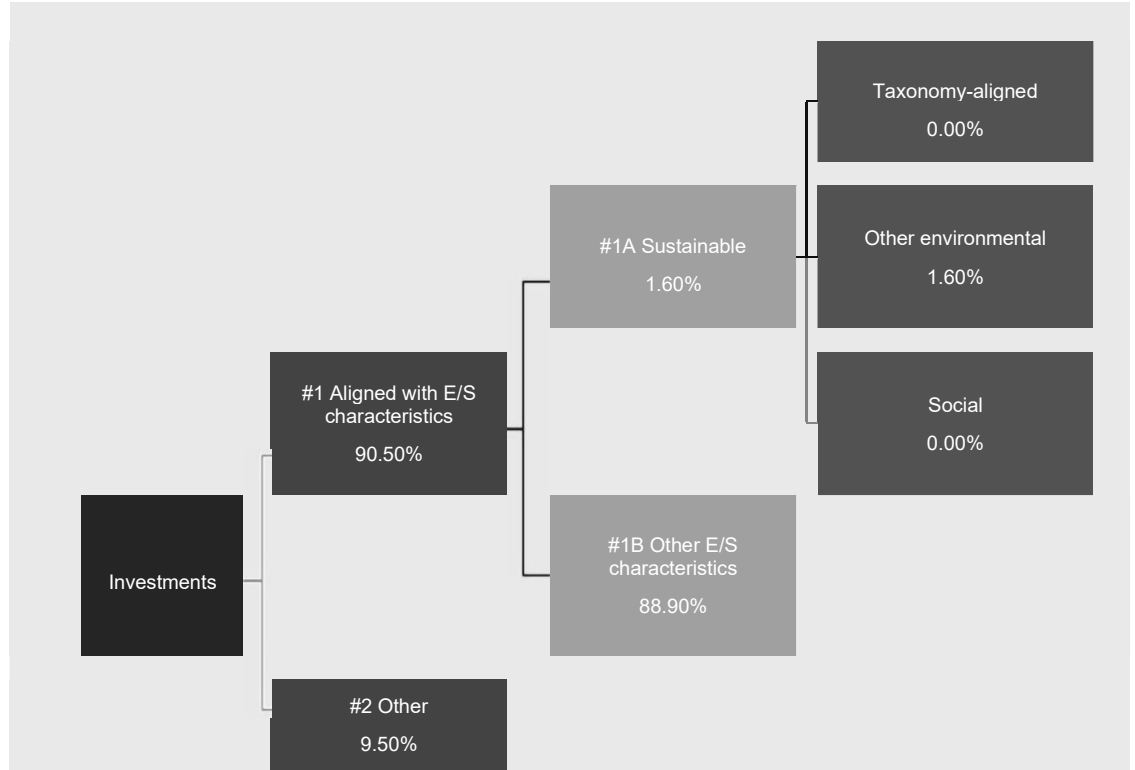 Taxonomy-aligned
0.00%
#1A Sustainable
1.60%
Other environmental
1.60%
#1 Aligned with E/S
characteristics
90.50%
Social
0.00%
Investments
#1B Other E/S
characteristics
88.90%
#2 Other
9.50%